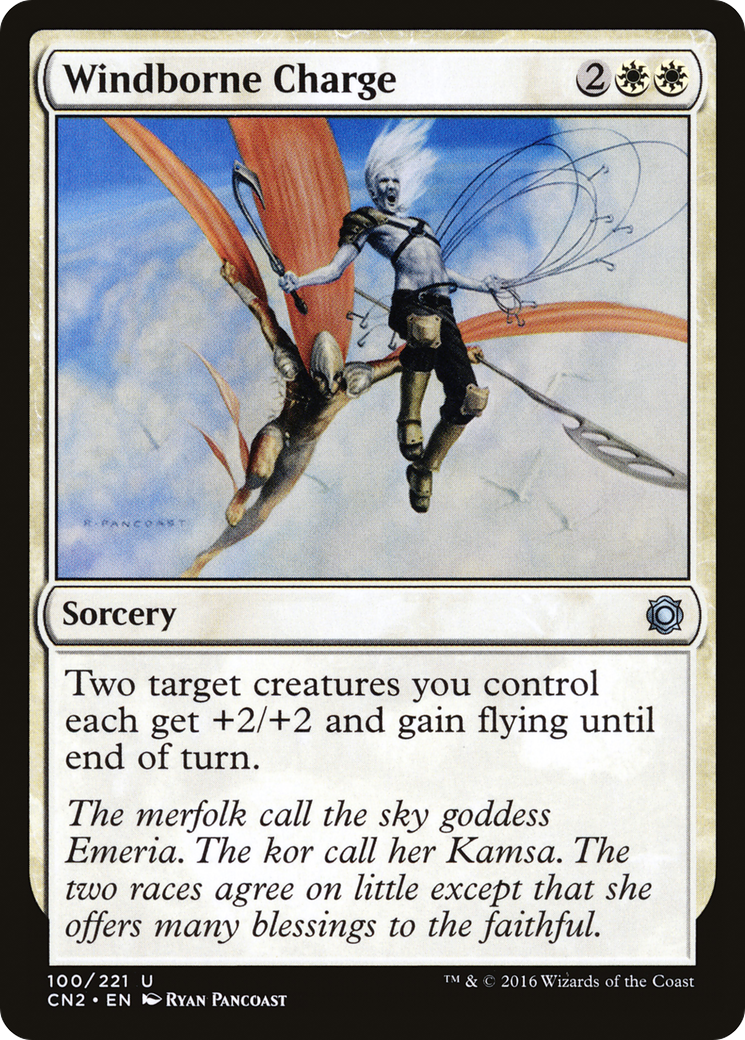 Windborne Charge 2
R. PANCOAST
Sorcery
Two target creatures you control
each get +2/+2 and gain flying until
end of turn.
The merfolk call the sky goddess
Emeria. The kor call her Kamsa. The
two races agree on little except that she
offers many blessings to the faithful.
100/221 U
CN2 • EN Ryan Pancoast
™ & © 2016 Wizards of the Coast